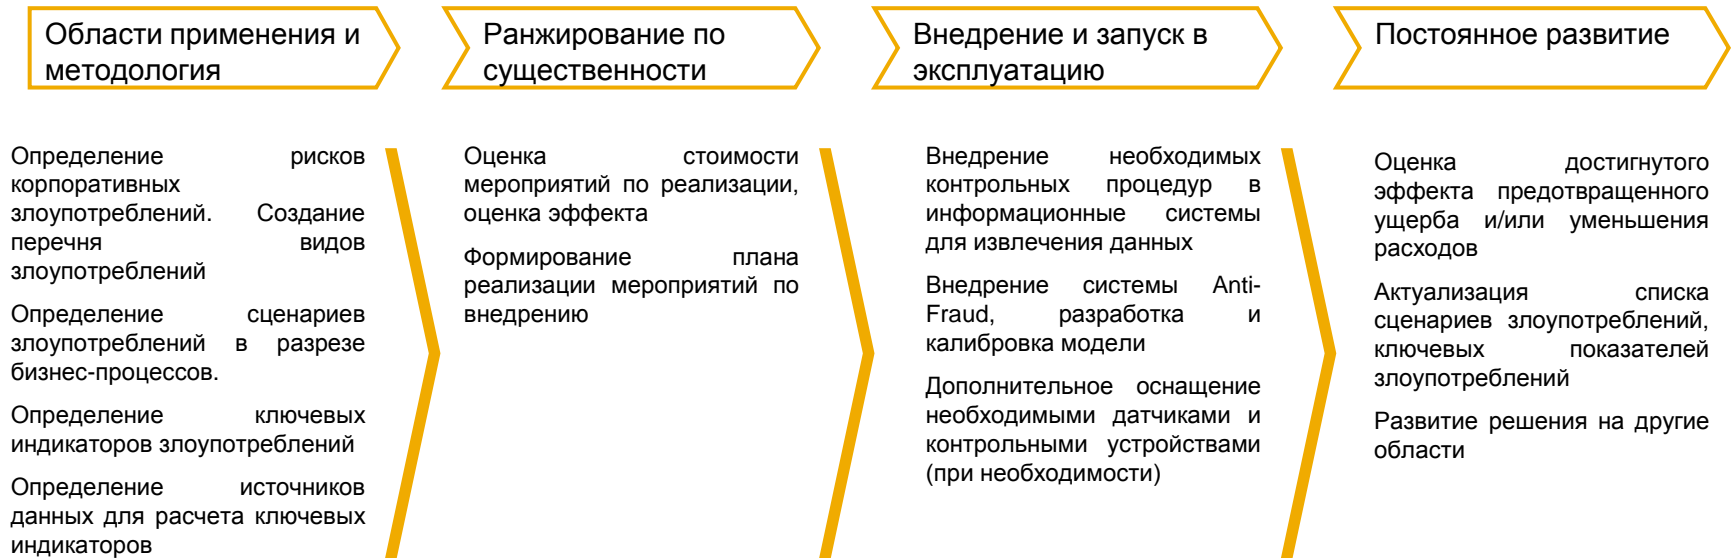 Области применения и
методология
Ранжирование по
существенности
Внедрение и запуск в
эксплуатацию
Постоянное развитие
Определение рисков
корпоративных
злоупотреблений. Создание
перечня видов
злоупотреблений
Определение сценариев
злоупотреблений в разрезе
бизнес-процессов.
Определение ключевых
индикаторов злоупотреблений
Определение источников
данных для расчета ключевых
индикаторов
Оценка стоимости
мероприятий по реализации,
оценка эффекта
Формирование плана
реализации мероприятий по
внедрению
Внедрение необходимых
контрольных процедур в
информационные системы
для извлечения данных
Внедрение системы Anti-
Fraud, разработка и
калибровка модели
Дополнительное оснащение
необходимыми датчиками и
контрольными устройствами
(при необходимости)
Оценка достигнутого
эффекта предотвращенного
ущерба и/или уменьшения
расходов
Актуализация списка
сценариев злоупотреблений,
ключевых показателей
злоупотреблений
Развитие решения на другие
области